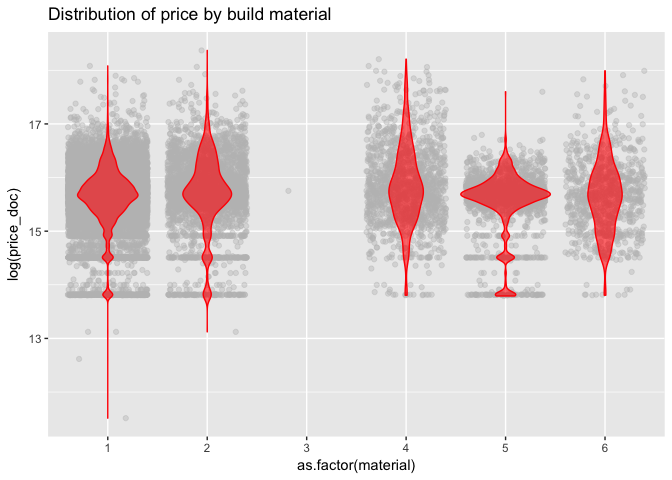 Distribution of price by build material
log(price_doc)
17
15
13
1 2 3 4 5 6
as.factor(material)